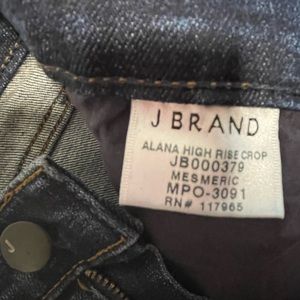 J BRAND
ALANA HIGH RISE CROP
JB000379
MESMERIC
MPO-3091
RN# 117965
J